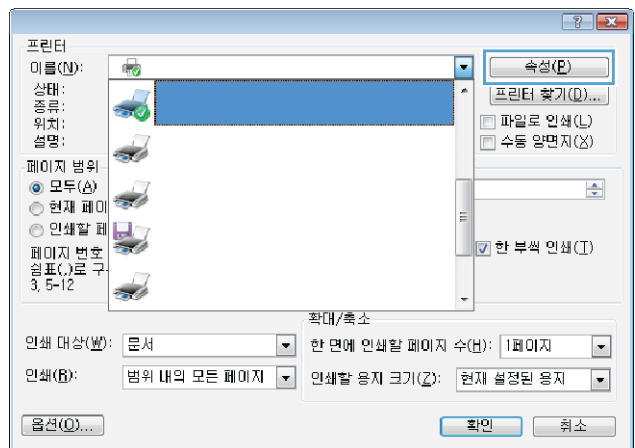 프린터
이름(N):
속성(P)
상태:
프린터 찾기(D)...
종류:
위치:
파일로 인쇄(L)
설명:
수동 양면지(X)
페이지 범위
모두(A)
현재 페이
인쇄할 페
페이지 번호
한 부씩 인쇄(T)
쉼표(,)로 구
3, 5-12
확대/축소
인쇄 대상(W): 문서
한 면에 인쇄할 페이지 수(H): 1페이지
인쇄(R): 범위 내의 모든 페이지
인쇄할 용지 크기(Z): 현재 설정된 용지
옵션(O)...
확인
취소